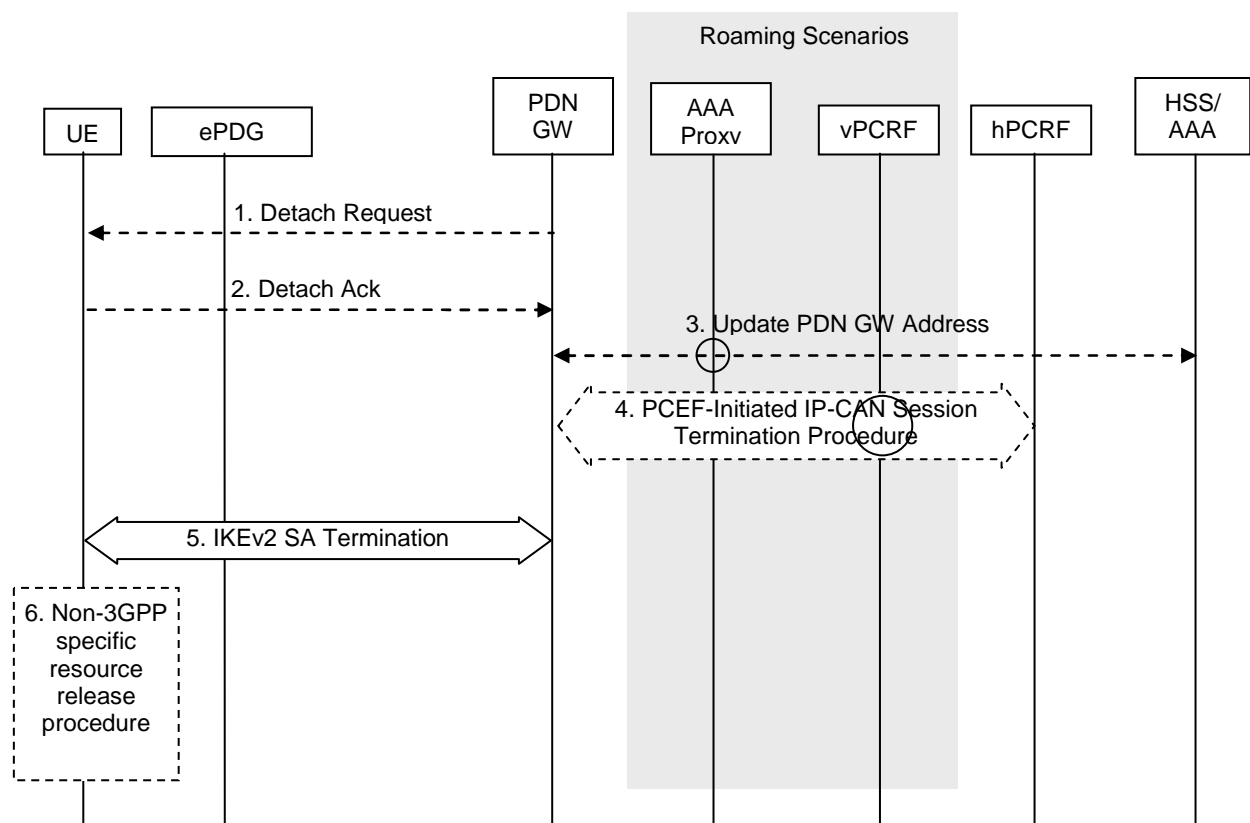 Roaming Scenarios
UE
ePDG
PDN
GW
AAA
Proxy
vPCRF
hPCRF
HSS/
AAA
1. Detach Request
2. Detach Ack
3. Update PDN GW Address
4. PCEF-Initiated IP-CAN Session
Termination Procedure
5. IKEv2 SA Termination
6. Non-3GPP
specific
resource
release
procedure